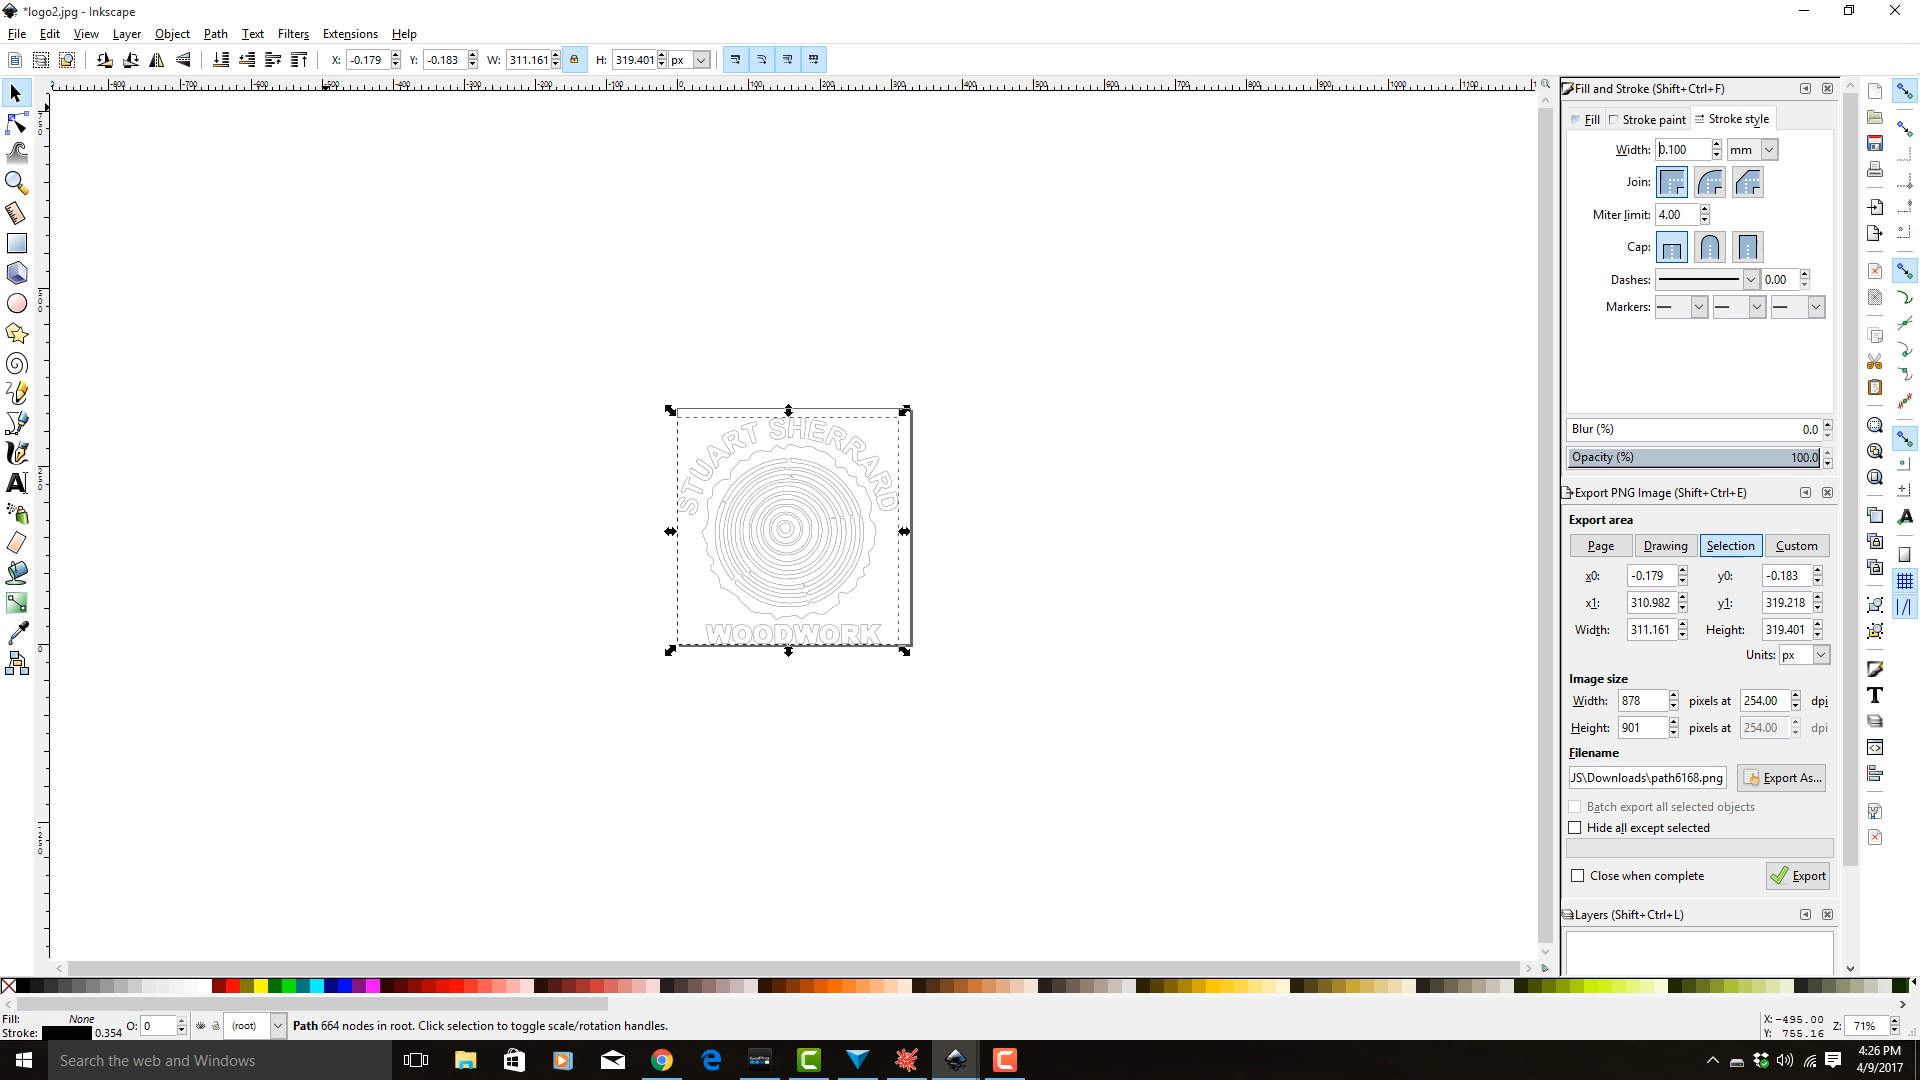 *logo2.jpg - Inkscape
File Edit View Layer Object Path Text Filters Extensions Help
X: -0.179 Y: -0.183 W: 311.161 H: 319.401 px
Fill and Stroke (Shift+Ctrl+F)
Fill Stroke paint Stroke style
Width: 0.100 mm
Join:
Miter limit: 4.00
Cap:
Dashes: 0.00
Markers:
STUART SHERRARD
WOODWORK
Blur (%) 0.0
Opacity (%) 100.0
Export PNG Image (Shift+Ctrl+E)
Export area
Page Drawing Selection Custom
x0: -0.179 y0: -0.183
x1: 310.982 y1: 319.218
Width: 311.161 Height: 319.401
Units: px
Image size
Width: 878 pixels at 254.00 dpi
Height: 901 pixels at 254.00 dpi
Filename
JS\Downloads\path6168.png Export As...
Batch export all selected objects
Hide all except selected
Close when complete Export
Layers (Shift+Ctrl+L)
Fill: None
Stroke: 0.354 O: 0 (root) Path 664 nodes in root. Click selection to toggle scale/rotation handles.
X: -495.00
Y: 755.16 Z: 71%
Search the web and Windows
GoPro
4:26 PM
4/9/2017